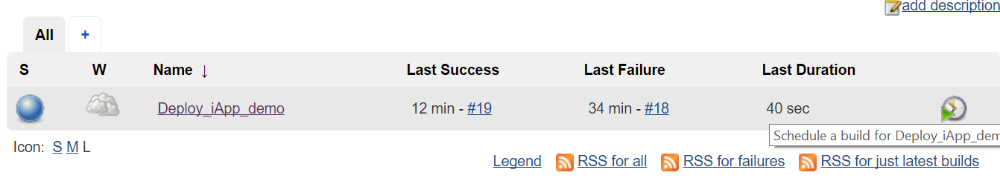 add description
All +
S W Name ↓ Last Success Last Failure Last Duration
Deploy_iApp_demo 12 min - #19 34 min - #18 40 sec
Schedule a build for Deploy_iApp_dem
Icon: S M L
Legend RSS for all RSS for failures RSS for just latest builds